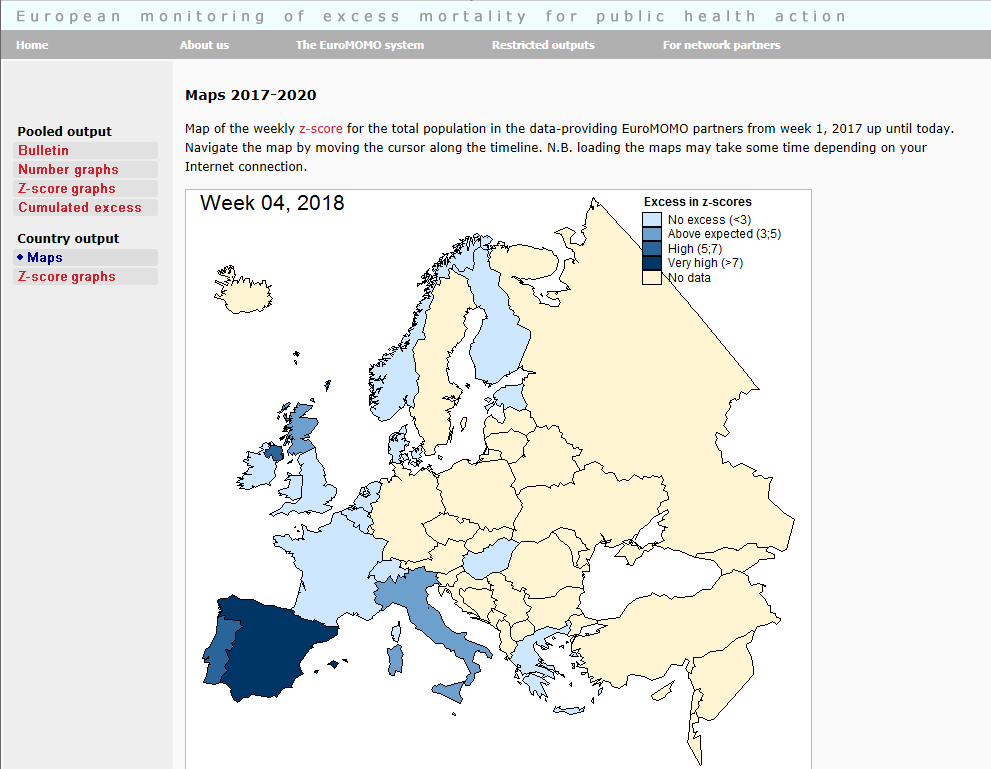 European monitoring of excess mortality for public health action
Home About us The EuroMOMO system Restricted outputs For network partners
Pooled output
Bulletin
Number graphs
Z-score graphs
Cumulated excess
Country output
Maps
Z-score graphs
Maps 2017-2020
Map of the weekly z-score for the total population in the data-providing EuroMOMO partners from week 1, 2017 up until today.
Navigate the map by moving the cursor along the timeline. N.B. loading the maps may take some time depending on your
Internet connection.
Week 04, 2018
Excess in z-scores
No excess (<3)
Above expected (3;5)
High (5;7)
Very high (>7)
No data